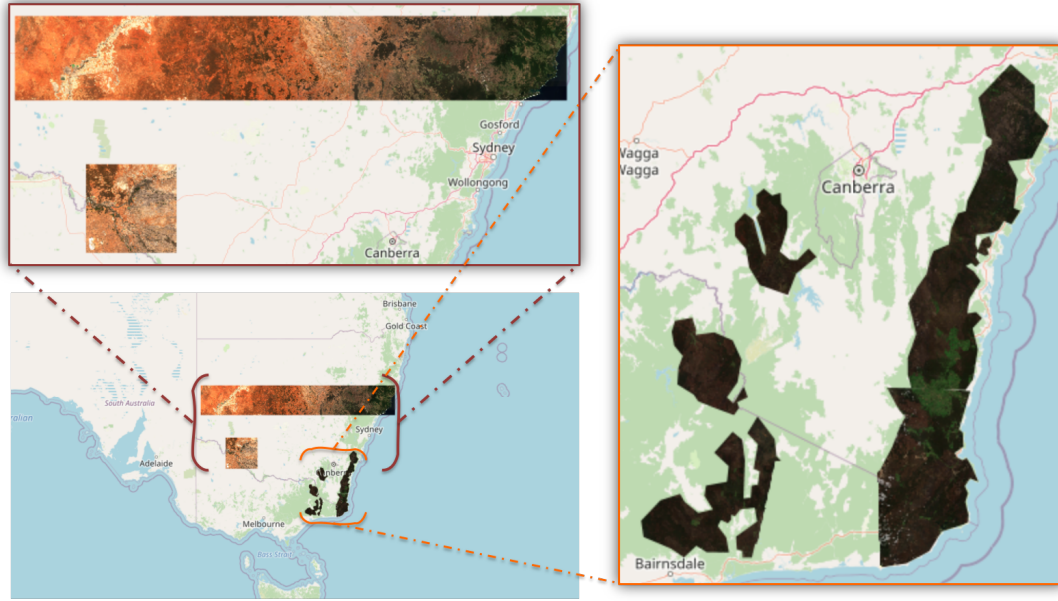 Gosford
Sydney
Wollongong
Canberra
Wagga
Wagga
Canberra
Bairnsdale
Brisbane
Gold Coast
South Australia
Sydney
Adelaide
Melbourne
Bass Strait